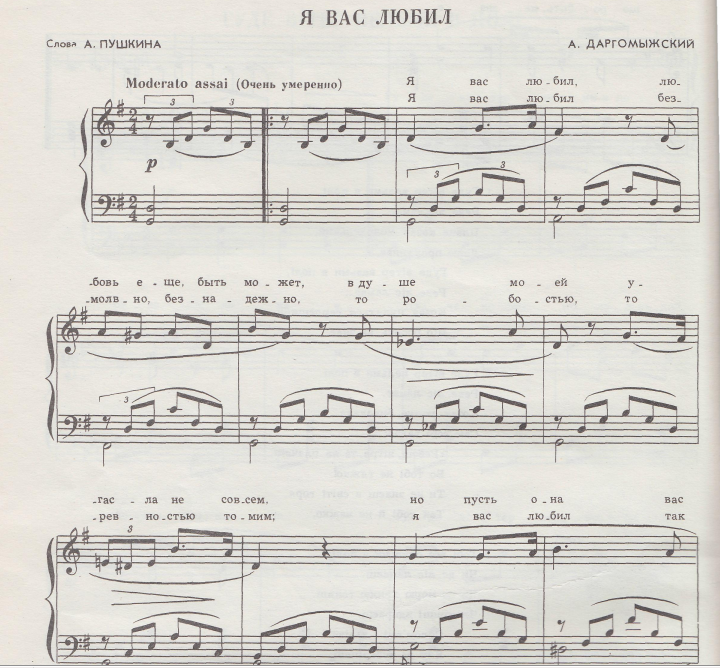 Я ВАС ЛЮБИЛ
Слова А. ПУШКИНА
А. ДАРГОМЫЖСКИЙ
Moderato assai (Очень умеренно)
Я вас лю-бил, лю-
Я вас лю-бил без-
3 3
p
3 3
-бовь е-ще, быть мо-жет, в ду-ше мо-ей у-
-молв-но, без-на-деж-но, то ро-бо-стью, то
3
-гас-ла не сов-сем, но пусть о-на вас
-рев-ностью то-мим; я вас лю-бил так
3